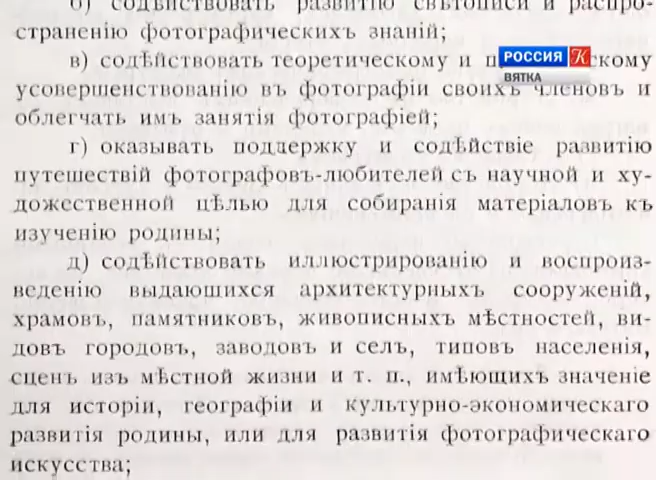 б) содѣйствовать развитію свѣтописи и распро-
страненію фотографическихъ знаній;
в) содѣйствовать теоретическому и скому
РОССИЯ К
ВЯТКА
усовершенствованію въ фотографіи своихъ членовъ и
облегчать имъ занятія фотографіей;
г) оказывать поддержку и содѣйствіе развитію
путешествій фотографовъ-любителей съ научной и ху-
дожественной цѣлью для собиранія матеріаловъ къ
изученію родины;
д) содѣйствовать иллюстрированію и воспроиз-
веденію выдающихся архитектурныхъ сооруженій,
храмовъ, памятниковъ, живописныхъ мѣстностей, ви-
довъ городовъ, заводовъ и селъ, типовъ населенія,
сценъ изъ мѣстной жизни и т. п., имѣющихъ значеніе
для исторіи, географіи и культурно-экономическаго
развитія родины, или для развитія фотографическаго
искусства;